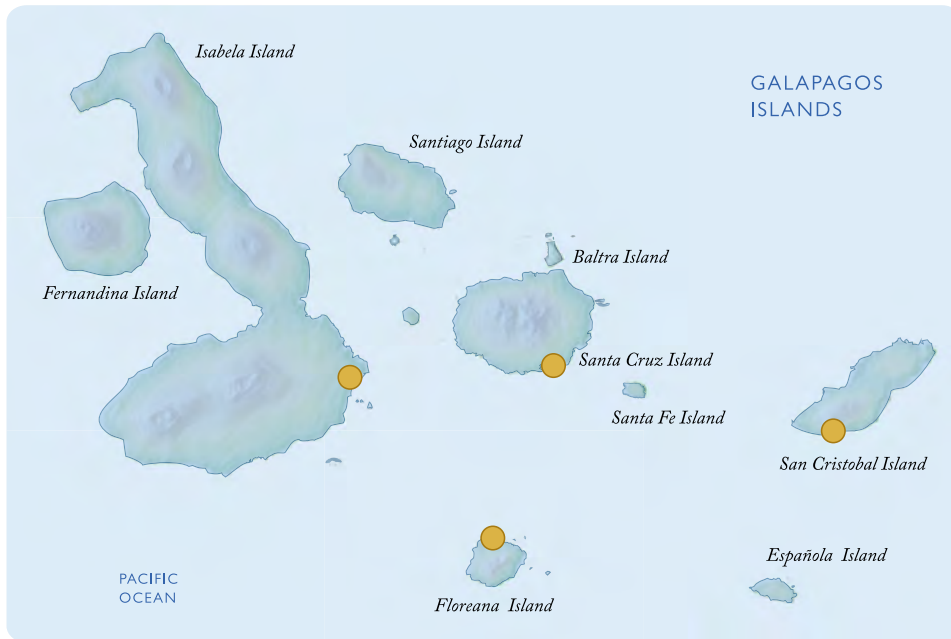 Isabela Island
GALAPAGOS
ISLANDS
Santiago Island
Baltra Island
Fernandina Island
Santa Cruz Island
Santa Fe Island
San Cristobal Island
Española Island
PACIFIC
OCEAN
Floreana Island